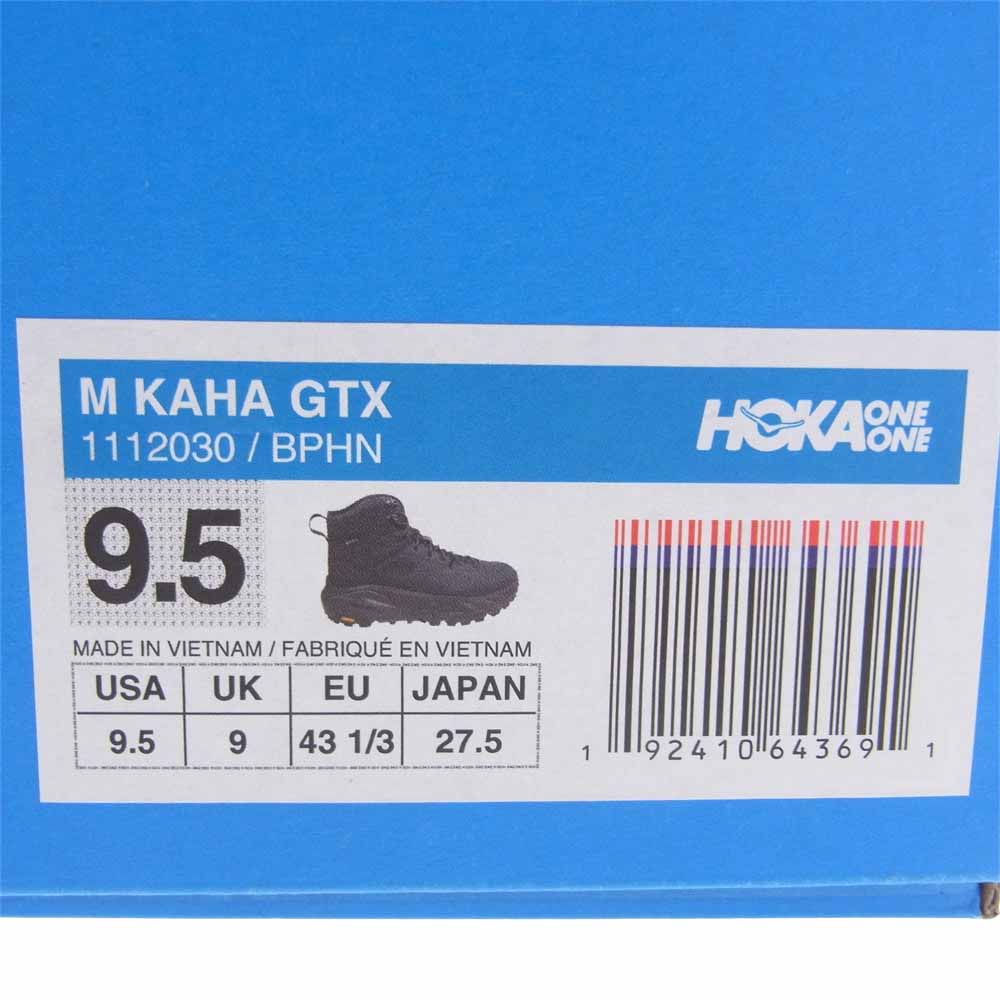 M KAHA GTX
1112030 / BPHN
HOKA ONE ONE
9.5
MADE IN VIETNAM / FABRIQUÉ EN VIETNAM
USA UK EU JAPAN
9.5 9 43 1/3 27.5
1 92410 64369 1